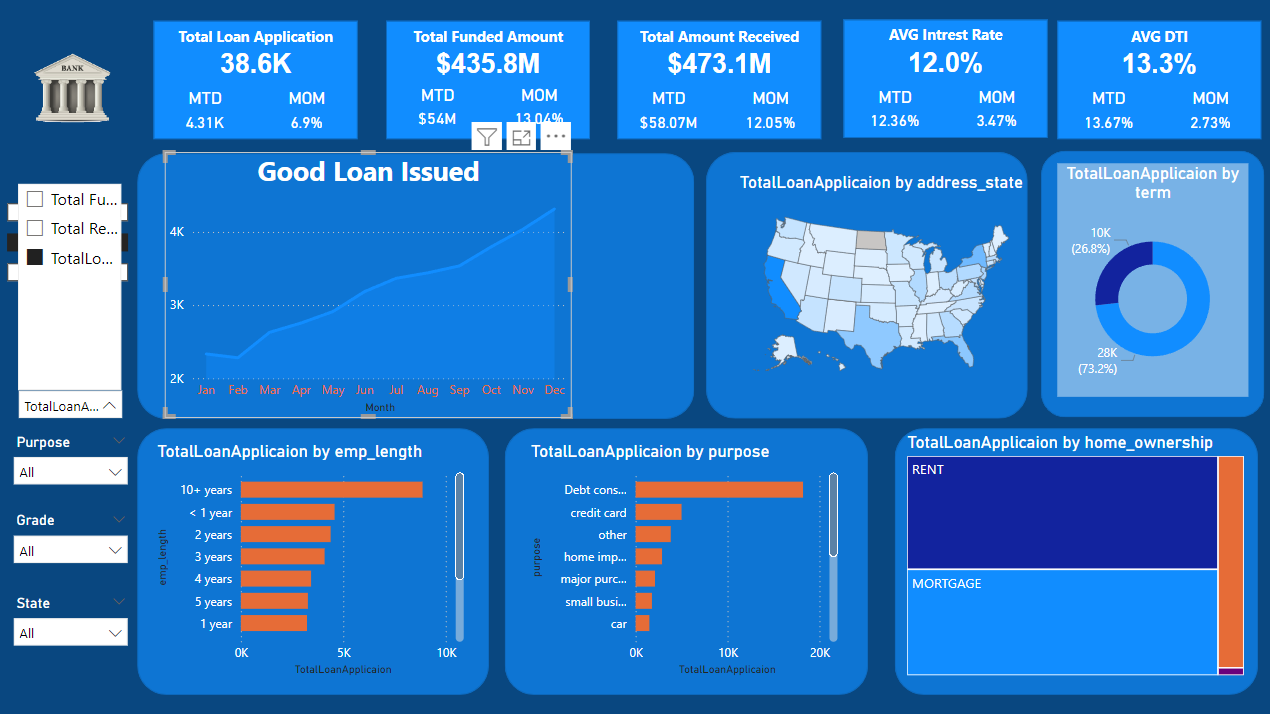 BANK
Total Loan Application
38.6K
MTD MOM
4.31K 6.9%
Total Funded Amount
$435.8M
MTD MOM
$54M 13.04%
Total Amount Received
$473.1M
MTD MOM
$58.07M 12.05%
AVG Intrest Rate
12.0%
MTD MOM
12.36% 3.47%
AVG DTI
13.3%
MTD MOM
13.67% 2.73%
Total Fu...
Total Re...
TotalLo...
TotalLoanA...
Purpose
All
Grade
All
State
All
Good Loan Issued
4K
3K
2K
Jan Feb Mar Apr May Jun Jul Aug Sep Oct Nov Dec
Month
TotalLoanApplicaion by address_state
TotalLoanApplicaion by
term
10K
(26.8%)
28K
(73.2%)
TotalLoanApplicaion by emp_length
emp_length
10+ years
< 1 year
2 years
3 years
4 years
5 years
1 year
0K 5K 10K
TotalLoanApplicaion
TotalLoanApplicaion by purpose
purpose
Debt cons...
credit card
other
home imp...
major purc...
small busi...
car
0K 10K 20K
TotalLoanApplicaion
TotalLoanApplicaion by home_ownership
RENT
MORTGAGE